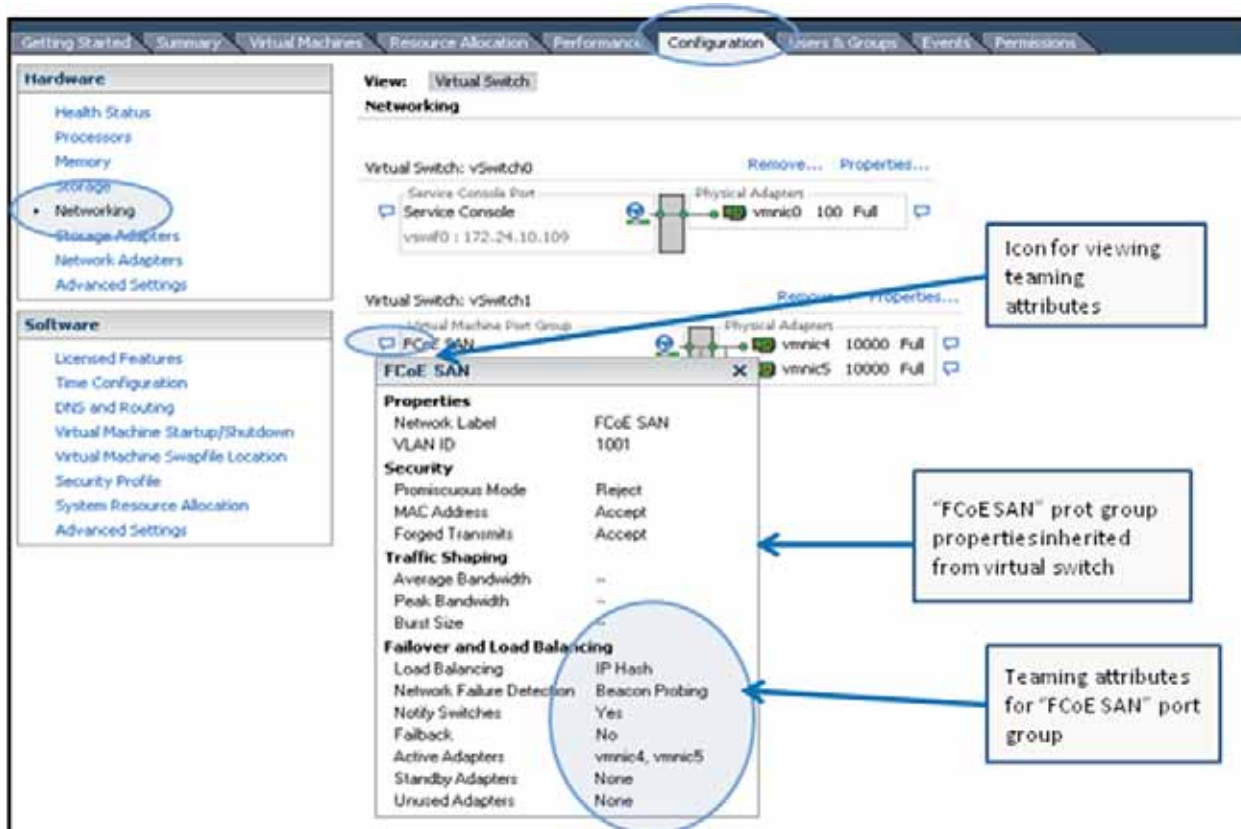 Getting Started Summary Virtual Machines Resource Allocation Performance Configuration Users & Groups Events Permissions
Hardware
Health Status
Processors
Memory
Storage
Networking
Storage Adapters
Network Adapters
Advanced Settings
Software
Licensed Features
Time Configuration
DNS and Routing
Virtual Machine Startup/Shutdown
Virtual Machine Swapfile Location
Security Profile
System Resource Allocation
Advanced Settings
View: Virtual Switch
Networking
Virtual Switch: vSwitch0 Remove... Properties...
Service Console Port Physical Adapters
Service Console vmnic0 100 Full
vswif0 : 172.24.10.109
Virtual Switch: vSwitch1 Remove... Properties...
Virtual Machine Port Group Physical Adapters
FCoE SAN vmnic4 10000 Full
vmnic5 10000 Full
FCoE SAN X
Properties
Network Label FCoE SAN
VLAN ID 1001
Security
Promiscuous Mode Reject
MAC Address Accept
Forged Transmits Accept
Traffic Shaping
Average Bandwidth --
Peak Bandwidth --
Burst Size --
Failover and Load Balancing
Load Balancing IP Hash
Network Failure Detection Beacon Probing
Notify Switches Yes
Failback No
Active Adapters vmnic4, vmnic5
Standby Adapters None
Unused Adapters None
Icon for viewing
teaming
attributes
"FCoE SAN" prot group
properties inherited
from virtual switch
Teaming attributes
for "FCoE SAN" port
group